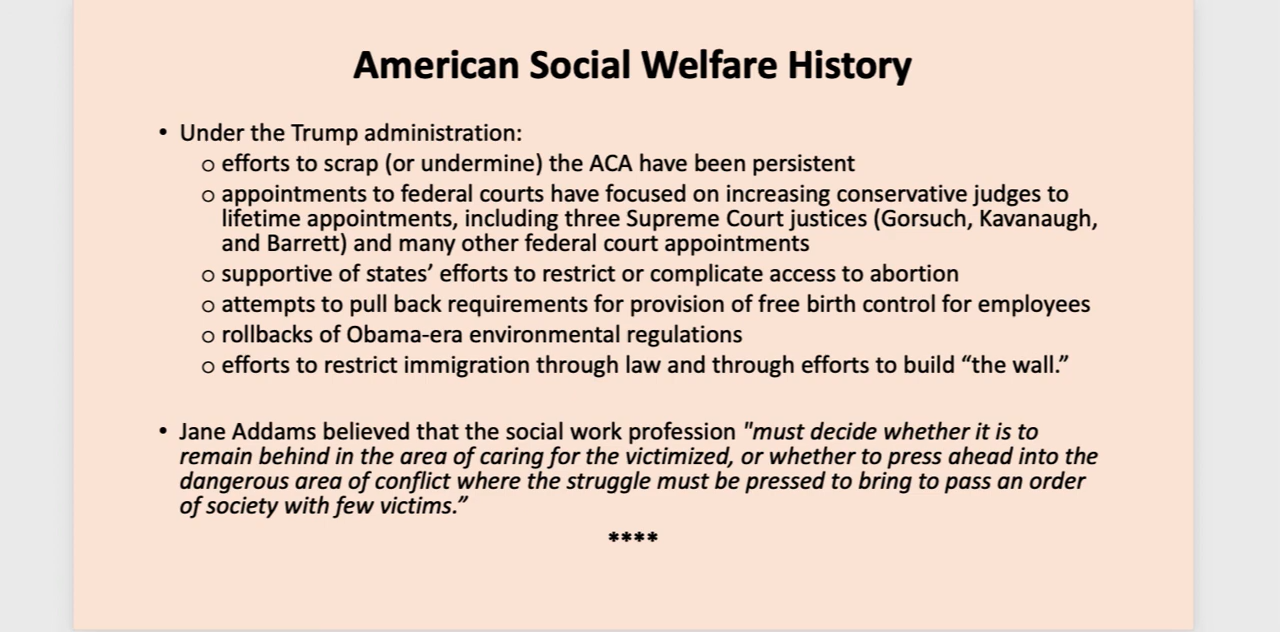 American Social Welfare History
• Under the Trump administration:
o efforts to scrap (or undermine) the ACA have been persistent
o appointments to federal courts have focused on increasing conservative judges to
lifetime appointments, including three Supreme Court justices (Gorsuch, Kavanaugh,
and Barrett) and many other federal court appointments
o supportive of states’ efforts to restrict or complicate access to abortion
o attempts to pull back requirements for provision of free birth control for employees
o rollbacks of Obama-era environmental regulations
o efforts to restrict immigration through law and through efforts to build “the wall.”
• Jane Addams believed that the social work profession "must decide whether it is to
remain behind in the area of caring for the victimized, or whether to press ahead into the
dangerous area of conflict where the struggle must be pressed to bring to pass an order
of society with few victims.”
****